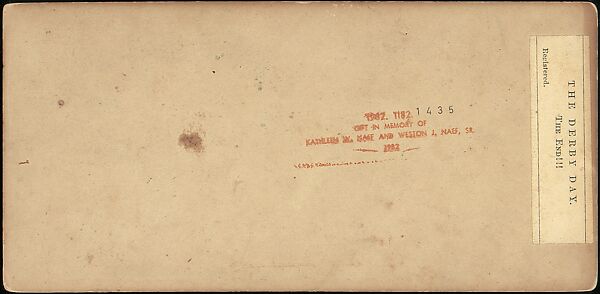 1982. 1182. 1435
GIFT IN MEMORY OF
KATHLEEN W. NAEF AND WESTON J. NAEF, SR.
1982
THE DERBY DAY.
THE END!!!
Registered.